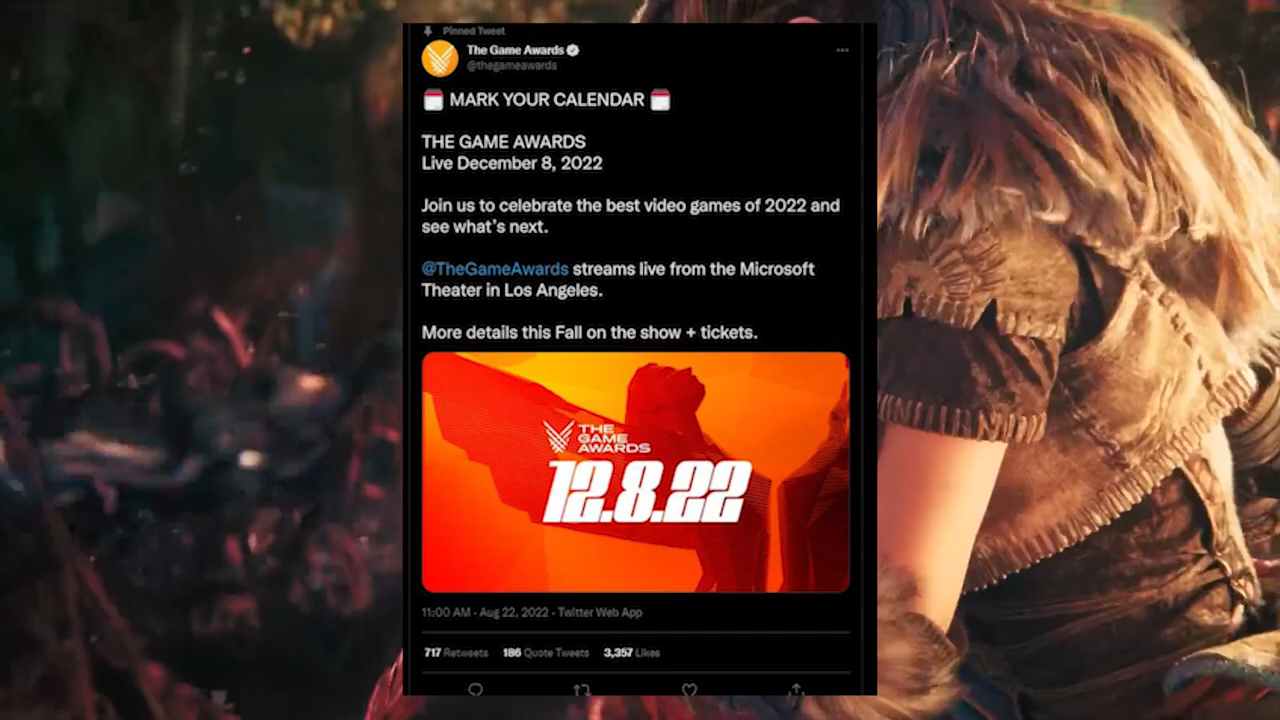 Pinned Tweet
The Game Awards
@thegameawards
MARK YOUR CALENDAR
THE GAME AWARDS
Live December 8, 2022
Join us to celebrate the best video games of 2022 and
see what's next.
@TheGameAwards streams live from the Microsoft
Theater in Los Angeles.
More details this Fall on the show + tickets.
THE
GAME
AWARDS
12.8.22
11:00 AM · Aug 22, 2022 · Twitter Web App
717 Retweets 186 Quote Tweets 3,357 Likes